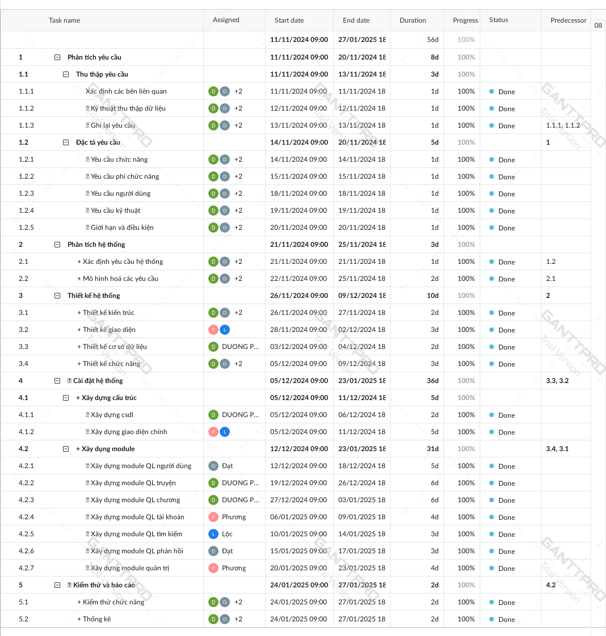 Task name Assigned Start date End date Duration Progress Status Predecessor 08
11/11/2024 09:00 27/01/2025 18 56d 100%
1 Phân tích yêu cầu 11/11/2024 09:00 20/11/2024 18 8d 100%
1.1 Thu thập yêu cầu 11/11/2024 09:00 13/11/2024 18 3d 100%
1.1.1 Xác định các bên liên quan D D +2 11/11/2024 09:00 11/11/2024 18 1d 100% Done
1.1.2 Kỹ thuật thu thập dữ liệu D D +2 12/11/2024 09:00 12/11/2024 18 1d 100% Done
1.1.3 Ghi lại yêu cầu D D +2 13/11/2024 09:00 13/11/2024 18 1d 100% Done 1.1.1, 1.1.2
1.2 Đặc tả yêu cầu 14/11/2024 09:00 20/11/2024 18 5d 100% 1
1.2.1 Yêu cầu chức năng D D +2 14/11/2024 09:00 14/11/2024 18 1d 100% Done
1.2.2 Yêu cầu phi chức năng D D +2 15/11/2024 09:00 15/11/2024 18 1d 100% Done
1.2.3 Yêu cầu người dùng D D +2 18/11/2024 09:00 18/11/2024 18 1d 100% Done
1.2.4 Yêu cầu kỹ thuật D D +2 19/11/2024 09:00 19/11/2024 18 1d 100% Done
1.2.5 Giới hạn và điều kiện D D +2 20/11/2024 09:00 20/11/2024 18 1d 100% Done
2 Phân tích hệ thống 21/11/2024 09:00 25/11/2024 18 3d 100%
2.1 + Xác định yêu cầu hệ thống D D +2 21/11/2024 09:00 21/11/2024 18 1d 100% Done 1.2
2.2 + Mô hình hoá các yêu cầu D D +2 22/11/2024 09:00 25/11/2024 18 2d 100% Done 2.1
3 Thiết kế hệ thống 26/11/2024 09:00 09/12/2024 18 10d 100% 2
3.1 + Thiết kế kiến trúc D D +2 26/11/2024 09:00 27/11/2024 18 2d 100% Done
3.2 + Thiết kế giao diện P L 28/11/2024 09:00 02/12/2024 18 3d 100% Done
3.3 + Thiết kế cơ sở dữ liệu D DUONG P... 03/12/2024 09:00 04/12/2024 18 2d 100% Done
3.4 + Thiết kế chức năng D D +2 05/12/2024 09:00 09/12/2024 18 3d 100% Done
4 Cài đặt hệ thống 05/12/2024 09:00 23/01/2025 18 36d 100% 3.3, 3.2
4.1 + Xây dựng cấu trúc 05/12/2024 09:00 11/12/2024 18 5d 100%
4.1.1 Xây dựng csdl D DUONG P... 05/12/2024 09:00 06/12/2024 18 2d 100% Done
4.1.2 Xây dựng giao diện chính P L 05/12/2024 09:00 11/12/2024 18 5d 100% Done
4.2 + Xây dựng module 12/12/2024 09:00 23/01/2025 18 31d 100% 3.4, 3.1
4.2.1 Xây dựng module QL người dùng D Đạt 12/12/2024 09:00 18/12/2024 18 5d 100% Done
4.2.2 Xây dựng module QL truyện D DUONG P... 19/12/2024 09:00 26/12/2024 18 6d 100% Done
4.2.3 Xây dựng module QL chương D DUONG P... 27/12/2024 09:00 03/01/2025 18 6d 100% Done
4.2.4 Xây dựng module QL tài khoản P Phương 06/01/2025 09:00 09/01/2025 18 4d 100% Done
4.2.5 Xây dựng module QL tìm kiếm L Lộc 10/01/2025 09:00 14/01/2025 18 3d 100% Done
4.2.6 Xây dựng module QL phản hồi D Đạt 15/01/2025 09:00 17/01/2025 18 3d 100% Done
4.2.7 Xây dựng module quản trị P Phương 20/01/2025 09:00 23/01/2025 18 4d 100% Done
5 Kiểm thử và báo cáo 24/01/2025 09:00 27/01/2025 18 2d 100% 4.2
5.1 + Kiểm thử chức năng D D +2 24/01/2025 09:00 27/01/2025 18 2d 100% Done
5.2 + Thống kê D D +2 24/01/2025 09:00 27/01/2025 18 2d 100% Done
GANTTPRO
Trial Version